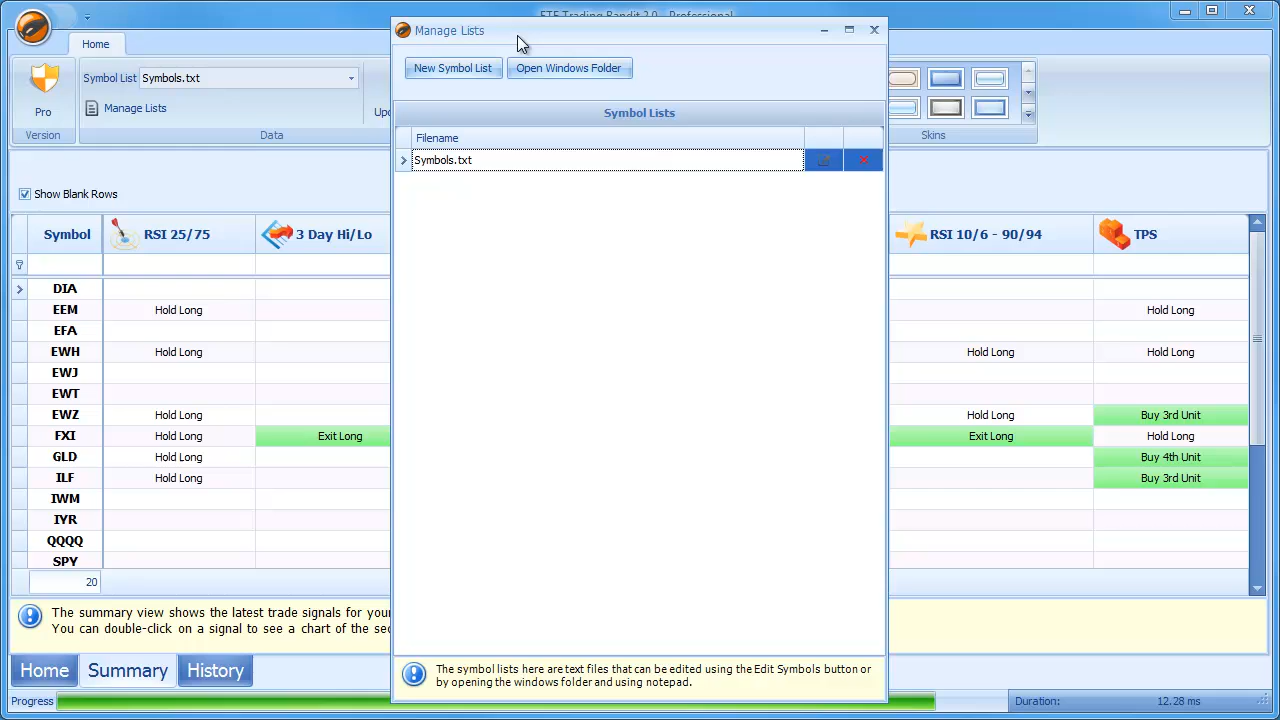 ETF Trading Bandit 2.0 - Professional
Manage Lists
Home
New Symbol List
Open Windows Folder
Symbol List
Symbols.txt
Manage Lists
Pro
Version
Data
Skins
Symbol Lists
Filename
Symbols.txt
Show Blank Rows
Symbol
RSI 25/75
3 Day Hi/Lo
RSI 10/6 - 90/94
TPS
DIA
EEM Hold Long Hold Long
EFA
EWH Hold Long Hold Long Hold Long
EWJ
EWT
EWZ Hold Long Hold Long Buy 3rd Unit
FXI Hold Long Exit Long Exit Long Hold Long
GLD Hold Long Buy 4th Unit
ILF Hold Long Buy 3rd Unit
IWM
IYR
QQQQ
SPY
20
The summary view shows the latest trade signals for your
You can double-click on a signal to see a chart of the
The symbol lists here are text files that can be edited using the Edit Symbols button or
by opening the windows folder and using notepad.
Home
Summary
History
Progress
Duration:
12.28 ms